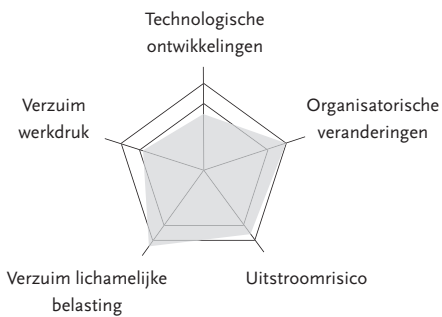 Technologische
ontwikkelingen
Verzuim
werkdruk
Organisatorische
veranderingen
Verzuim lichamelijke
belasting
Uitstroomrisico